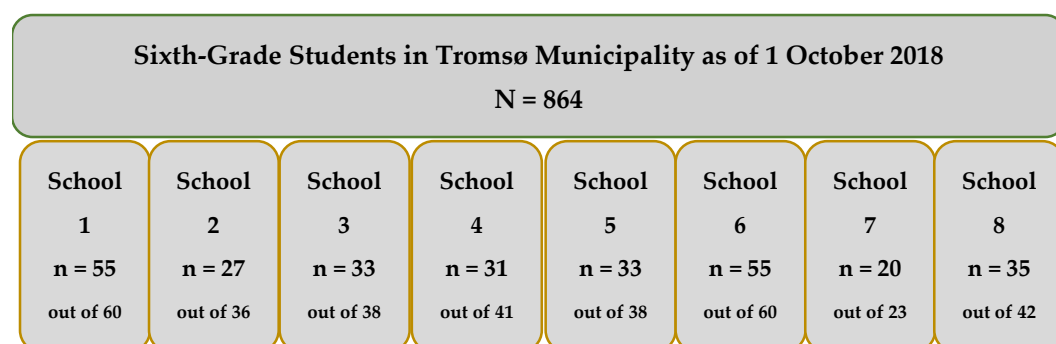 Sixth-Grade Students in Tromsø Municipality as of 1 October 2018
N = 864
School
1
n = 55
out of 60
School
2
n = 27
out of 36
School
3
n = 33
out of 38
School
4
n = 31
out of 41
School
5
n = 33
out of 38
School
6
n = 55
out of 60
School
7
n = 20
out of 23
School
8
n = 35
out of 42